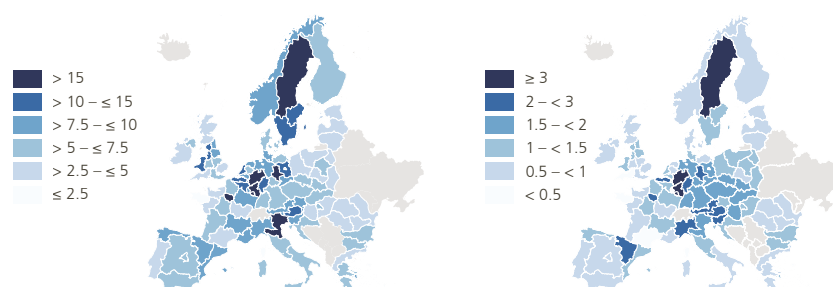 > 15
> 10 – ≤ 15
> 7.5 – ≤ 10
> 5 – ≤ 7.5
> 2.5 – ≤ 5
≤ 2.5
≥ 3
2 – < 3
1.5 – < 2
1 – < 1.5
0.5 – < 1
< 0.5